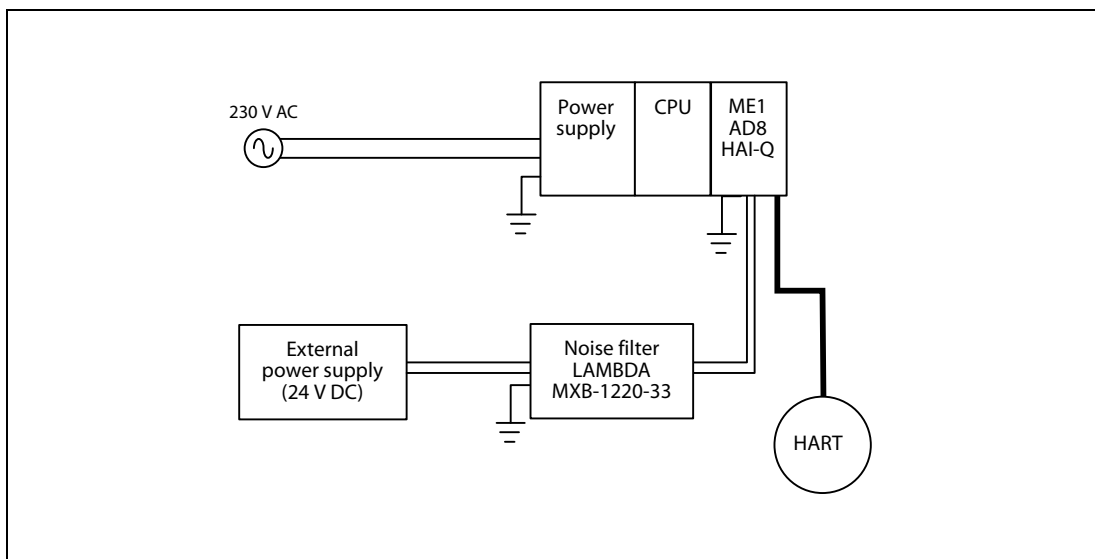 230 V AC
Power
supply
CPU
ME1
AD8
HAI-Q
External
power supply
(24 V DC)
Noise filter
LAMBDA
MXB-1220-33
HART